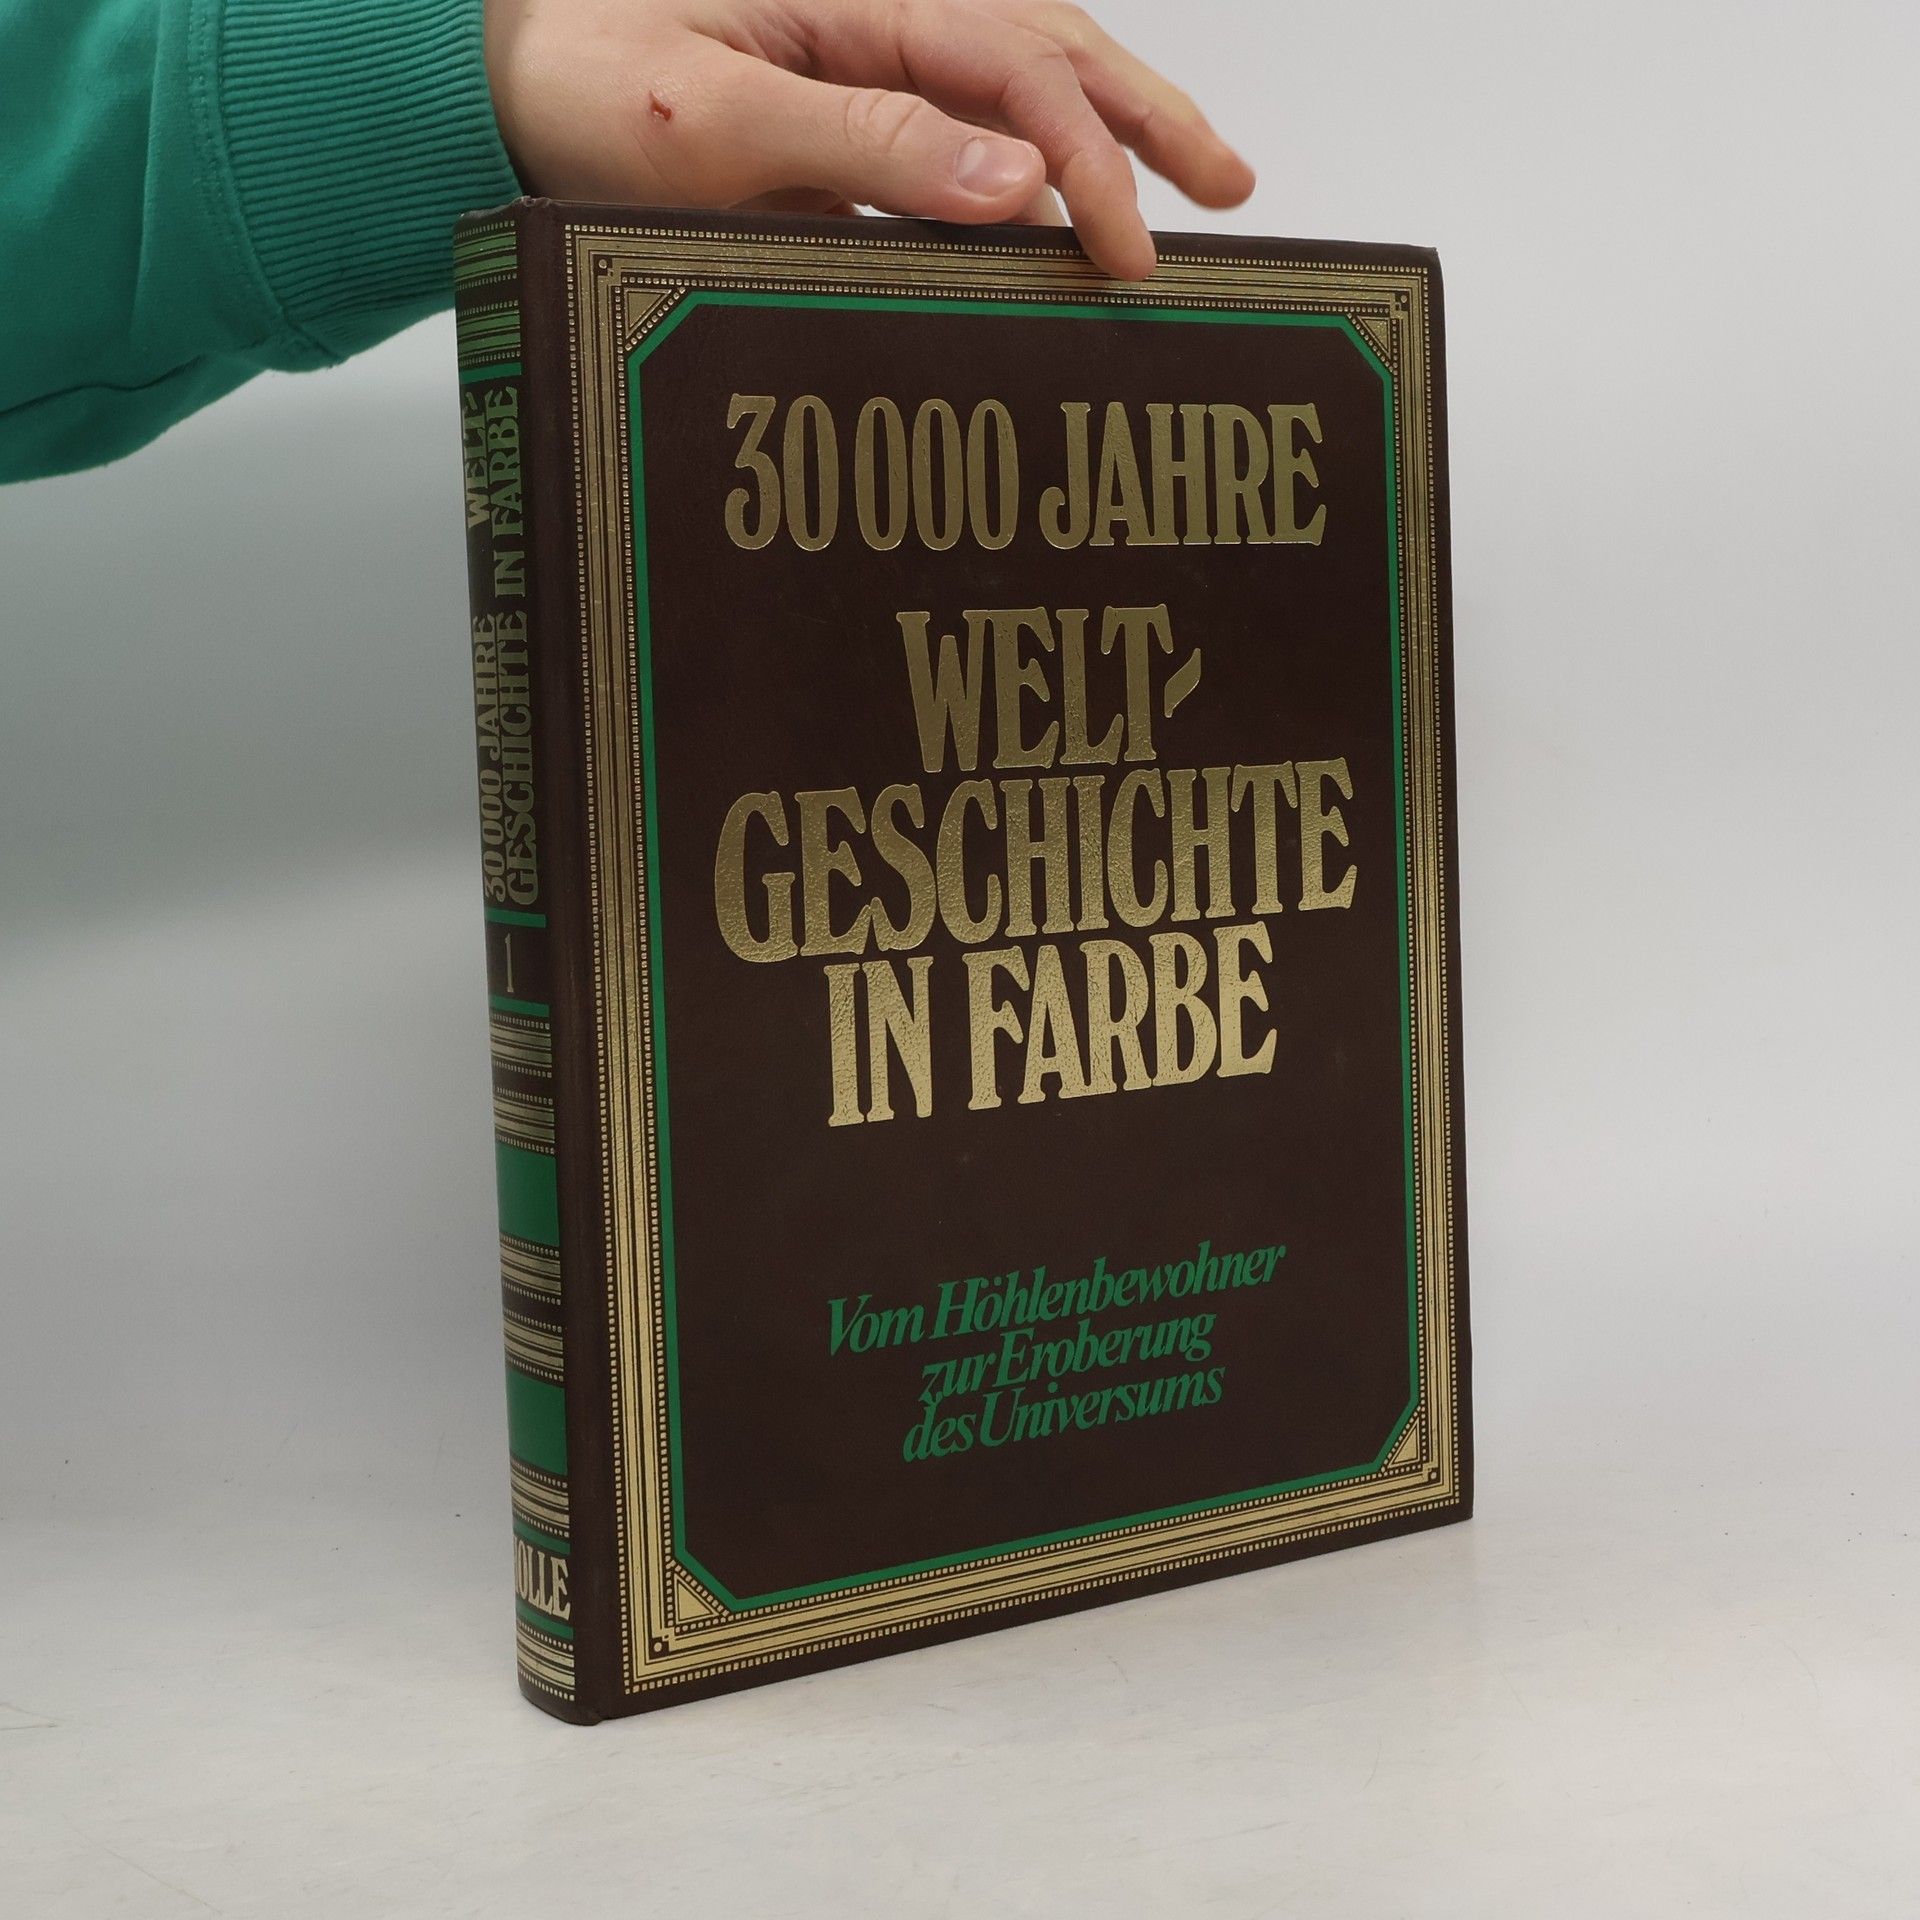 30 000 JAHRE
WELT-
GESCHICHTE
IN FARBE
Vom Höhlenbewohner
zur Eroberung
des Universums
30 000 JAHRE WELT-
GESCHICHTE IN FARBE
1
HOLLE